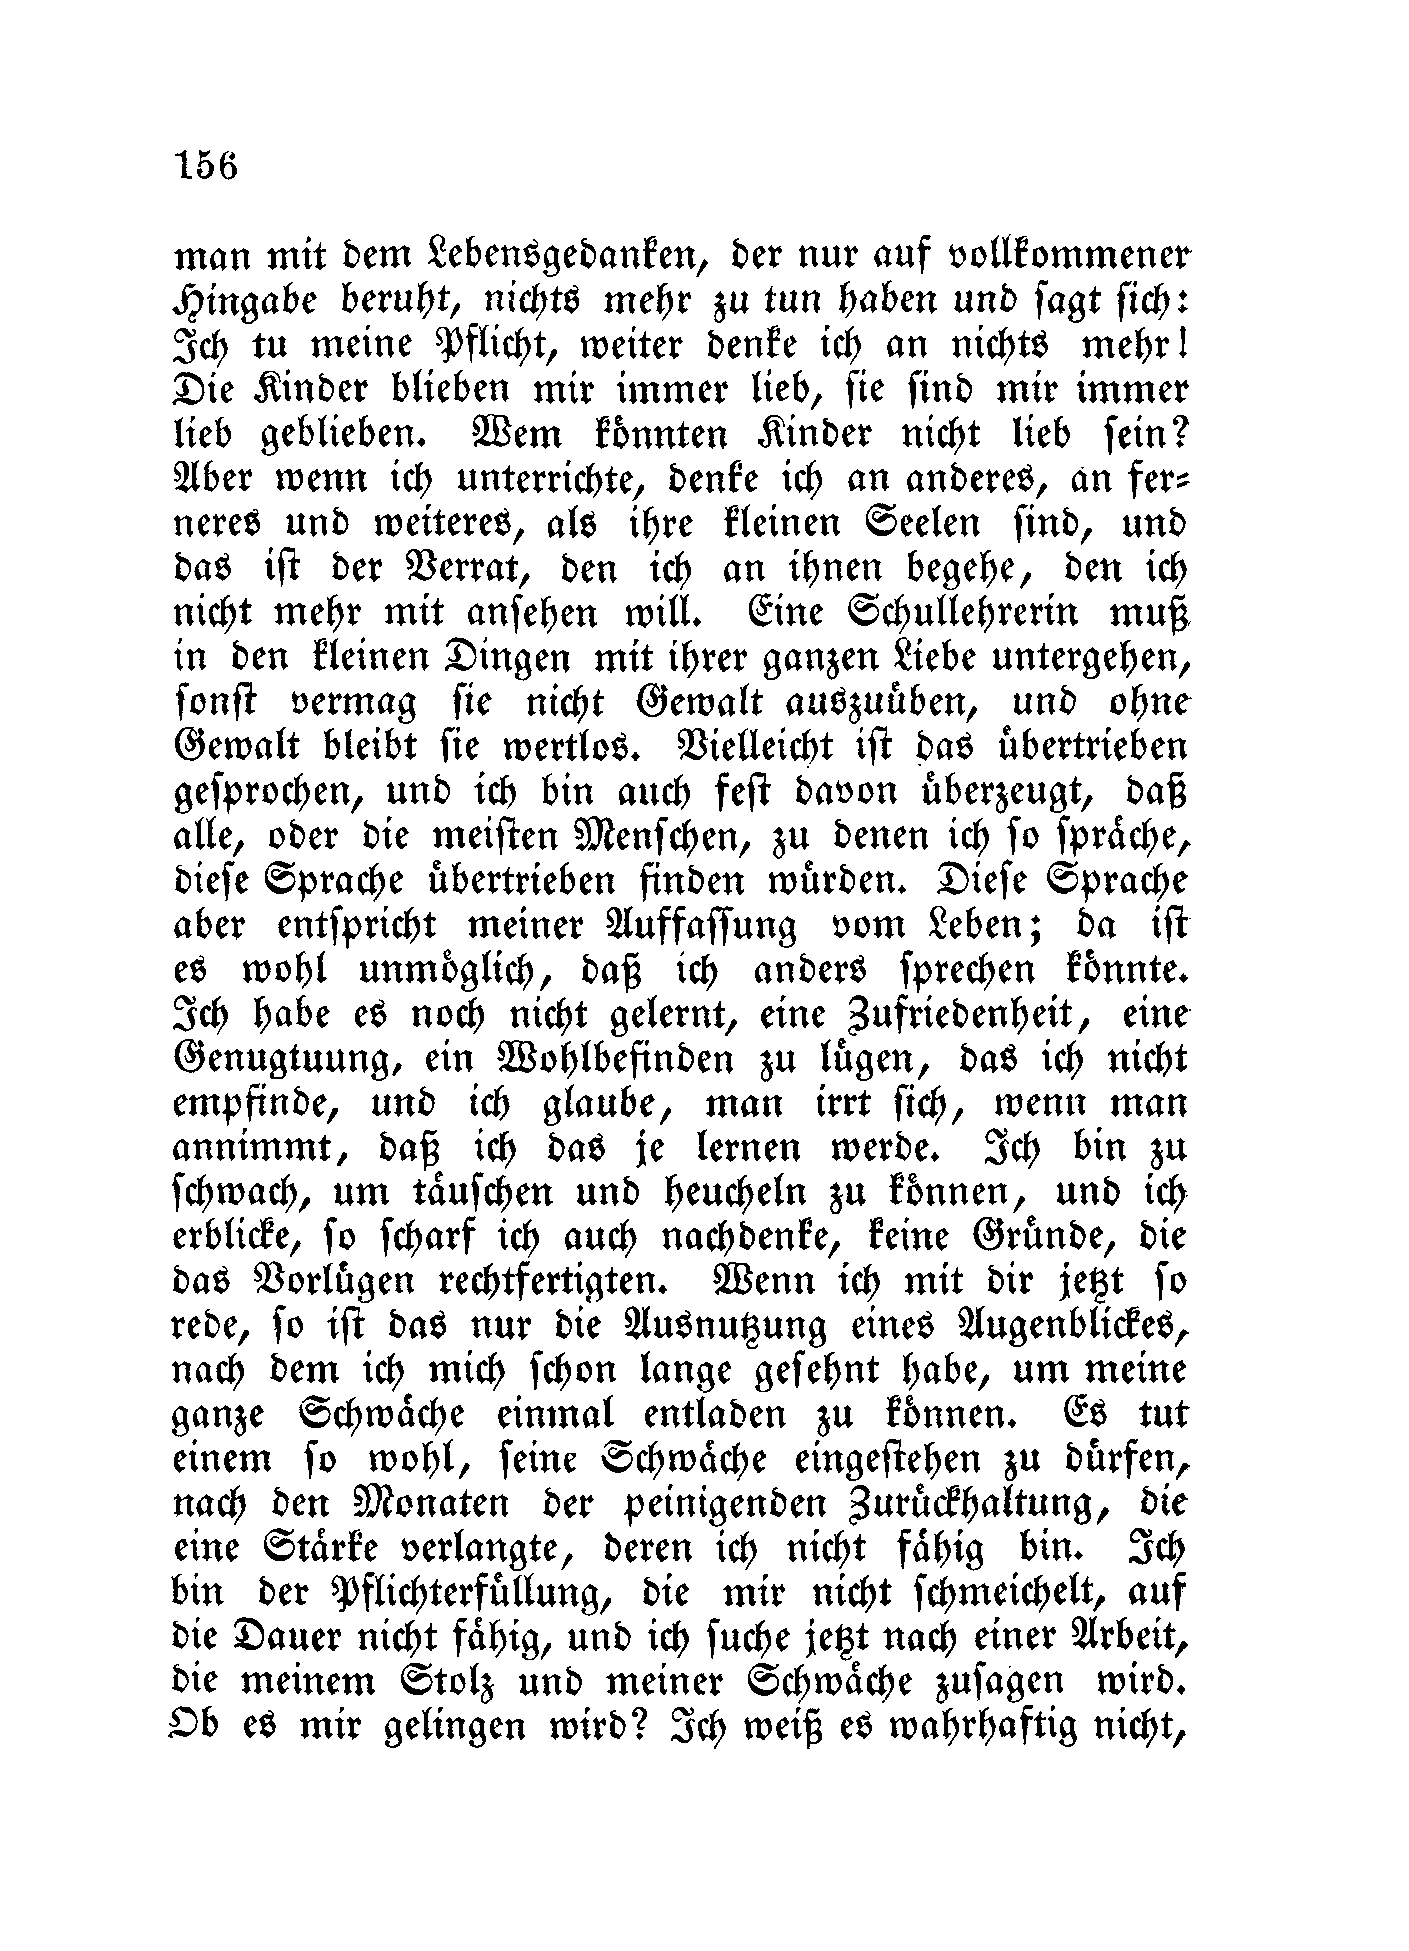 156
man mit dem Lebensgedanken, der nur auf vollkommener
Hingabe beruht, nichts mehr zu tun haben und sagt sich:
Ich tu meine Pflicht, weiter denke ich an nichts mehr!
Die Kinder blieben mir immer lieb, sie sind mir immer
lieb geblieben. Wem könnten Kinder nicht lieb sein?
Aber wenn ich unterrichte, denke ich an anderes, an fer-
neres und weiteres, als ihre kleinen Seelen sind, und
das ist der Verrat, den ich an ihnen begehe, den ich
nicht mehr mit ansehen will. Eine Schullehrerin muß
in den kleinen Dingen mit ihrer ganzen Liebe untergehen,
sonst vermag sie nicht Gewalt auszuüben, und ohne
Gewalt bleibt sie wertlos. Vielleicht ist das übertrieben
gesprochen, und ich bin auch fest davon überzeugt, daß
alle, oder die meisten Menschen, zu denen ich so spräche,
diese Sprache übertrieben finden würden. Diese Sprache
aber entspricht meiner Auffassung vom Leben; da ist
es wohl unmöglich, daß ich anders sprechen könnte.
Ich habe es noch nicht gelernt, eine Zufriedenheit, eine
Genugtuung, ein Wohlbefinden zu lügen, das ich nicht
empfinde, und ich glaube, man irrt sich, wenn man
annimmt, daß ich das je lernen werde. Ich bin zu
schwach, um täuschen und heucheln zu können, und ich
erblicke, so scharf ich auch nachdenke, keine Gründe, die
das Vorlügen rechtfertigten. Wenn ich mit dir jetzt so
rede, so ist das nur die Ausnutzung eines Augenblickes,
nach dem ich mich schon lange gesehnt habe, um meine
ganze Schwäche einmal entladen zu können. Es tut
einem so wohl, seine Schwäche eingestehen zu dürfen,
nach den Monaten der peinigenden Zurückhaltung, die
eine Stärke verlangte, deren ich nicht fähig bin. Ich
bin der Pflichterfüllung, die mir nicht schmeichelt, auf
die Dauer nicht fähig, und ich suche jetzt nach einer Arbeit,
die meinem Stolz und meiner Schwäche zusagen wird.
Ob es mir gelingen wird? Ich weiß es wahrhaftig nicht,